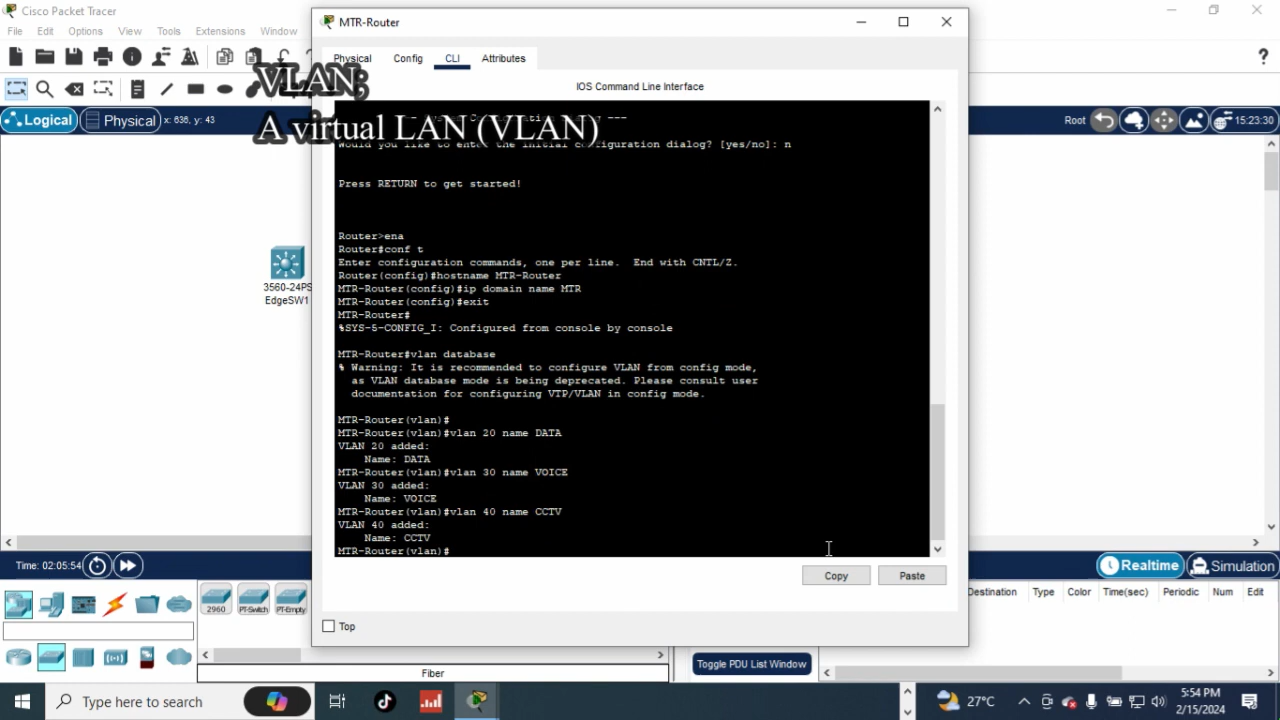 Cisco Packet Tracer
MTR-Router
File Edit Options View Tools Extensions Window
Physical Config CLI Attributes
VLAN;
IOS Command Line Interface
Logical Physical x: 636, y: 43
Root 15:23:30
A virtual LAN (VLAN)
Would you like to enter the initial configuration dialog? [yes/no]: n
Press RETURN to get started!
Router>ena
Router#conf t
Enter configuration commands, one per line. End with CNTL/Z.
Router(config)#hostname MTR-Router
MTR-Router(config)#ip domain name MTR
MTR-Router(config)#exit
MTR-Router#
%SYS-5-CONFIG_I: Configured from console by console
MTR-Router#vlan database
% Warning: It is recommended to configure VLAN from config mode,
as VLAN database mode is being deprecated. Please consult user
documentation for configuring VTP/VLAN in config mode.
MTR-Router(vlan)#
MTR-Router(vlan)#vlan 20 name DATA
VLAN 20 added:
Name: DATA
MTR-Router(vlan)#vlan 30 name VOICE
VLAN 30 added:
Name: VOICE
MTR-Router(vlan)#vlan 40 name CCTV
VLAN 40 added:
Name: CCTV
MTR-Router(vlan)#
3560-24PS
EdgeSW1
Copy Paste
Top
Time: 02:05:54
Realtime Simulation
2960 PT-Switch PT-Empty
Destination Type Color Time(sec) Periodic Num Edit
Fiber
Toggle PDU List Window
Type here to search
27°C
5:54 PM
2/15/2024